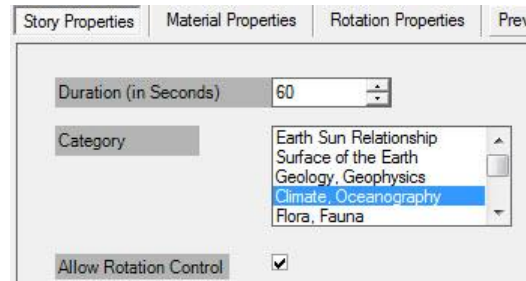 Story Properties Material Properties Rotation Properties
Duration (in Seconds) 60
Category
Earth Sun Relationship
Surface of the Earth
Geology, Geophysics
Climate, Oceanography
Flora, Fauna
Allow Rotation Control